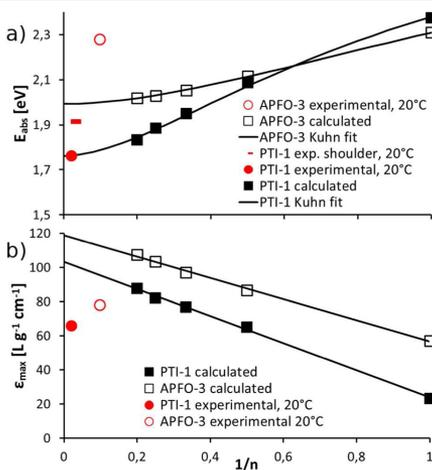 a)
2,3
2,1
1,9
1,7
1,5
E_abs [eV]
APFO-3 experimental, 20°C
APFO-3 calculated
APFO-3 Kuhn fit
PTI-1 exp. shoulder, 20°C
PTI-1 experimental, 20°C
PTI-1 calculated
PTI-1 Kuhn fit
b)
120
100
80
60
40
20
0
ε_max [L g⁻¹ cm⁻¹]
PTI-1 calculated
APFO-3 calculated
PTI-1 experimental, 20°C
APFO-3 experimental 20°C
0 0,2 0,4 0,6 0,8 1
1/n